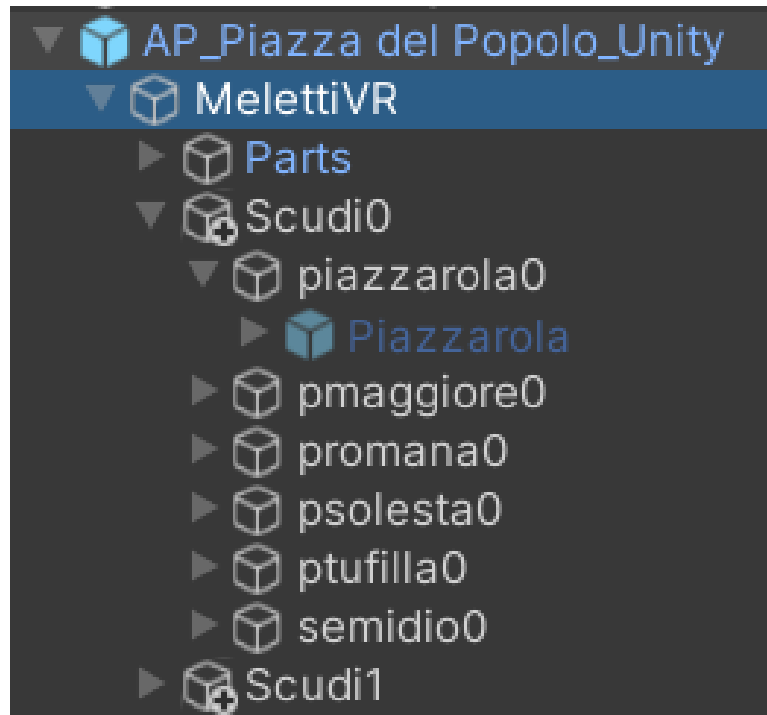 AP_Piazza del Popolo_Unity
MelettiVR
Parts
Scudi0
piazzarola0
Piazzarola
pmaggiore0
promana0
psolesta0
ptufilla0
semidio0
Scudi1